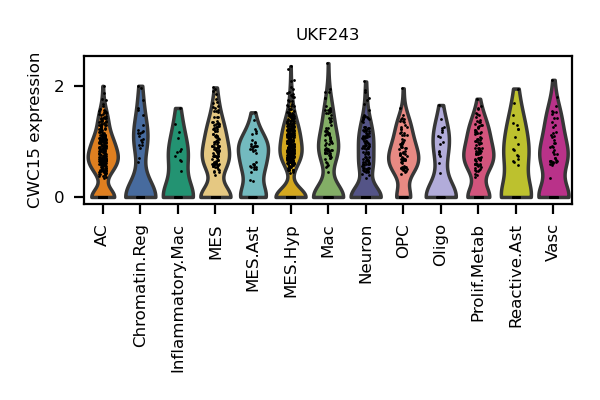 UKF243
CWC15 expression
2
0
AC
Chromatin.Reg
Inflammatory.Mac
MES
MES.Ast
MES.Hyp
Mac
Neuron
OPC
Oligo
Prolif.Metab
Reactive.Ast
Vasc